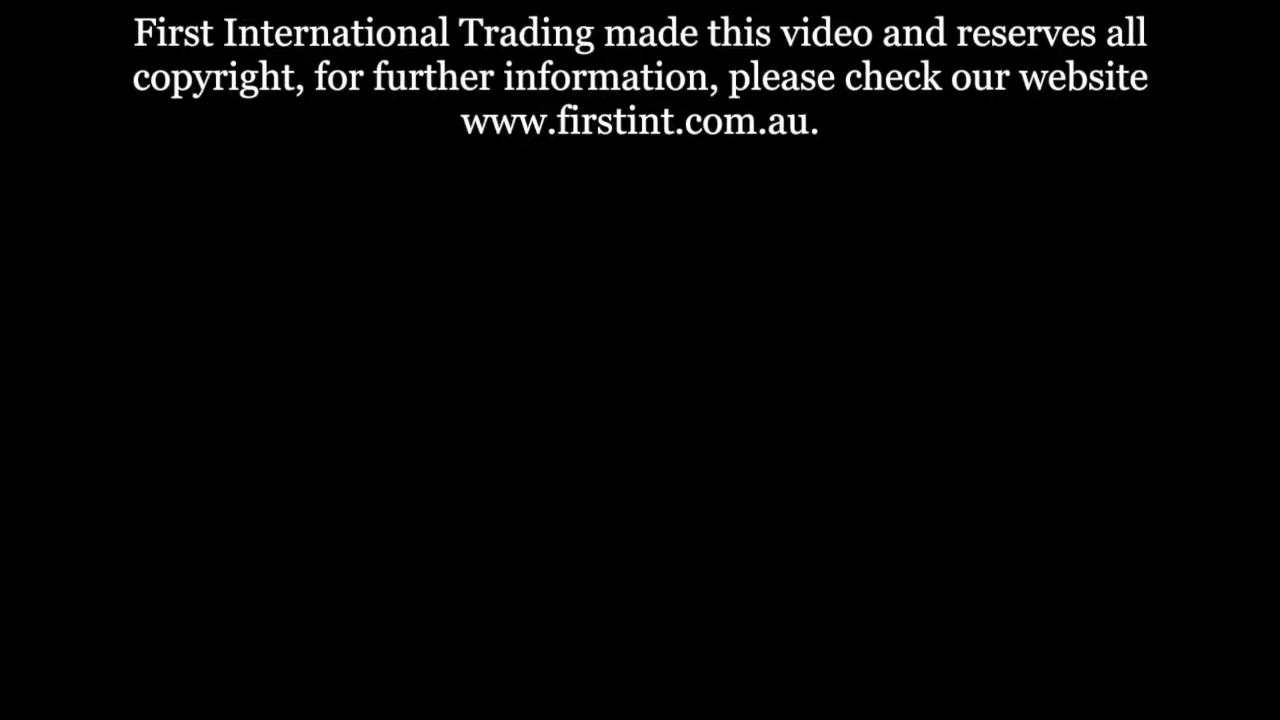 First International Trading made this video and reserves all
copyright, for further information, please check our website
www.firstint.com.au.